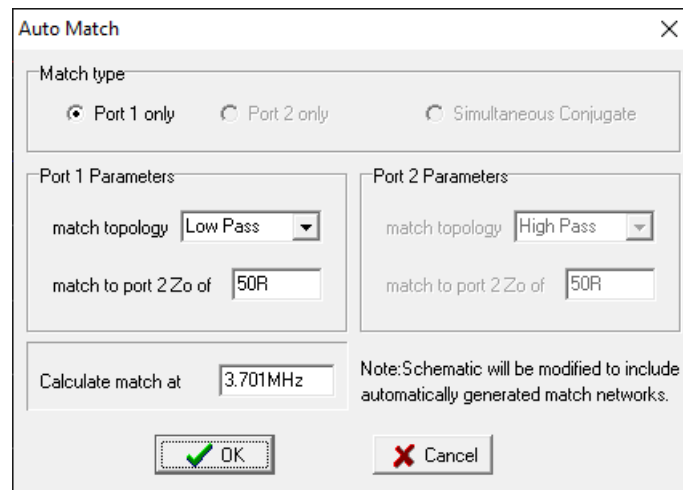 Auto Match
Match type
Port 1 only Port 2 only Simultaneous Conjugate
Port 1 Parameters
match topology Low Pass
match to port 2 Zo of 50R
Port 2 Parameters
match topology High Pass
match to port 2 Zo of 50R
Calculate match at 3.701MHz
Note:Schematic will be modified to include
automatically generated match networks.
OK Cancel